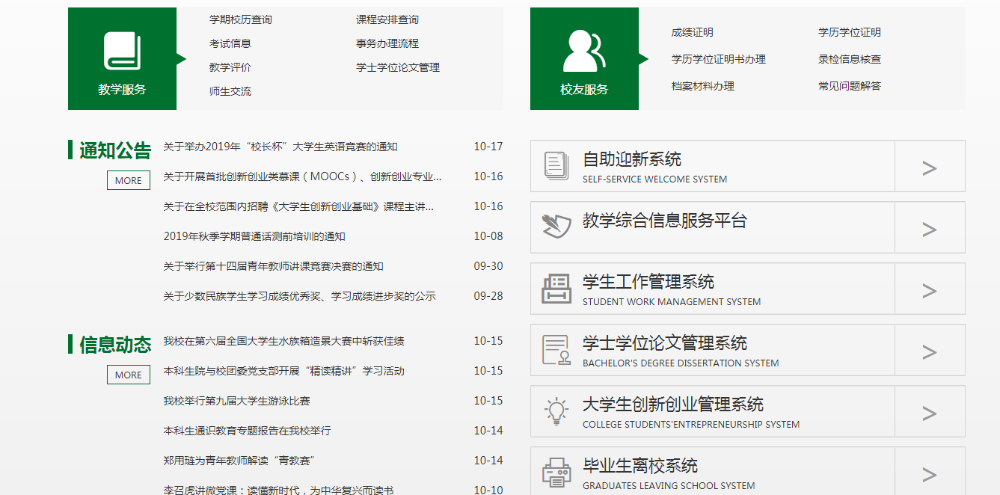 教学服务
学期校历查询
课程安排查询
考试信息
事务办理流程
教学评价
学士学位论文管理
师生交流
校友服务
成绩证明
学历学位证明
学历学位证明书办理
录检信息核查
档案材料办理
常见问题解答
通知公告
MORE
关于举办2019年“校长杯”大学生英语竞赛的通知 10-17
关于开展首批创新创业类慕课（MOOCs）、创新创业专业... 10-16
关于在全校范围内招聘《大学生创新创业基础》课程主讲... 10-16
2019年秋季学期普通话测前培训的通知 10-08
关于举行第十四届青年教师讲课竞赛决赛的通知 09-30
关于少数民族学生学习成绩优秀奖、学习成绩进步奖的公示 09-28
信息动态
MORE
我校在第六届全国大学生水族箱造景大赛中斩获佳绩 10-15
本科生院与校团委党支部开展“精读精讲”学习活动 10-15
我校举行第九届大学生游泳比赛 10-15
本科生通识教育专题报告在我校举行 10-14
郑用琏为青年教师解读“青教赛” 10-14
李召虎讲微党课：读懂新时代，为中华复兴而读书 10-10
自助迎新系统
SELF-SERVICE WELCOME SYSTEM
>
教学综合信息服务平台
>
学生工作管理系统
STUDENT WORK MANAGEMENT SYSTEM
>
学士学位论文管理系统
BACHELOR'S DEGREE DISSERTATION SYSTEM
>
大学生创新创业管理系统
COLLEGE STUDENTS'ENTREPRENEURSHIP SYSTEM
>
毕业生离校系统
GRADUATES LEAVING SCHOOL SYSTEM
>